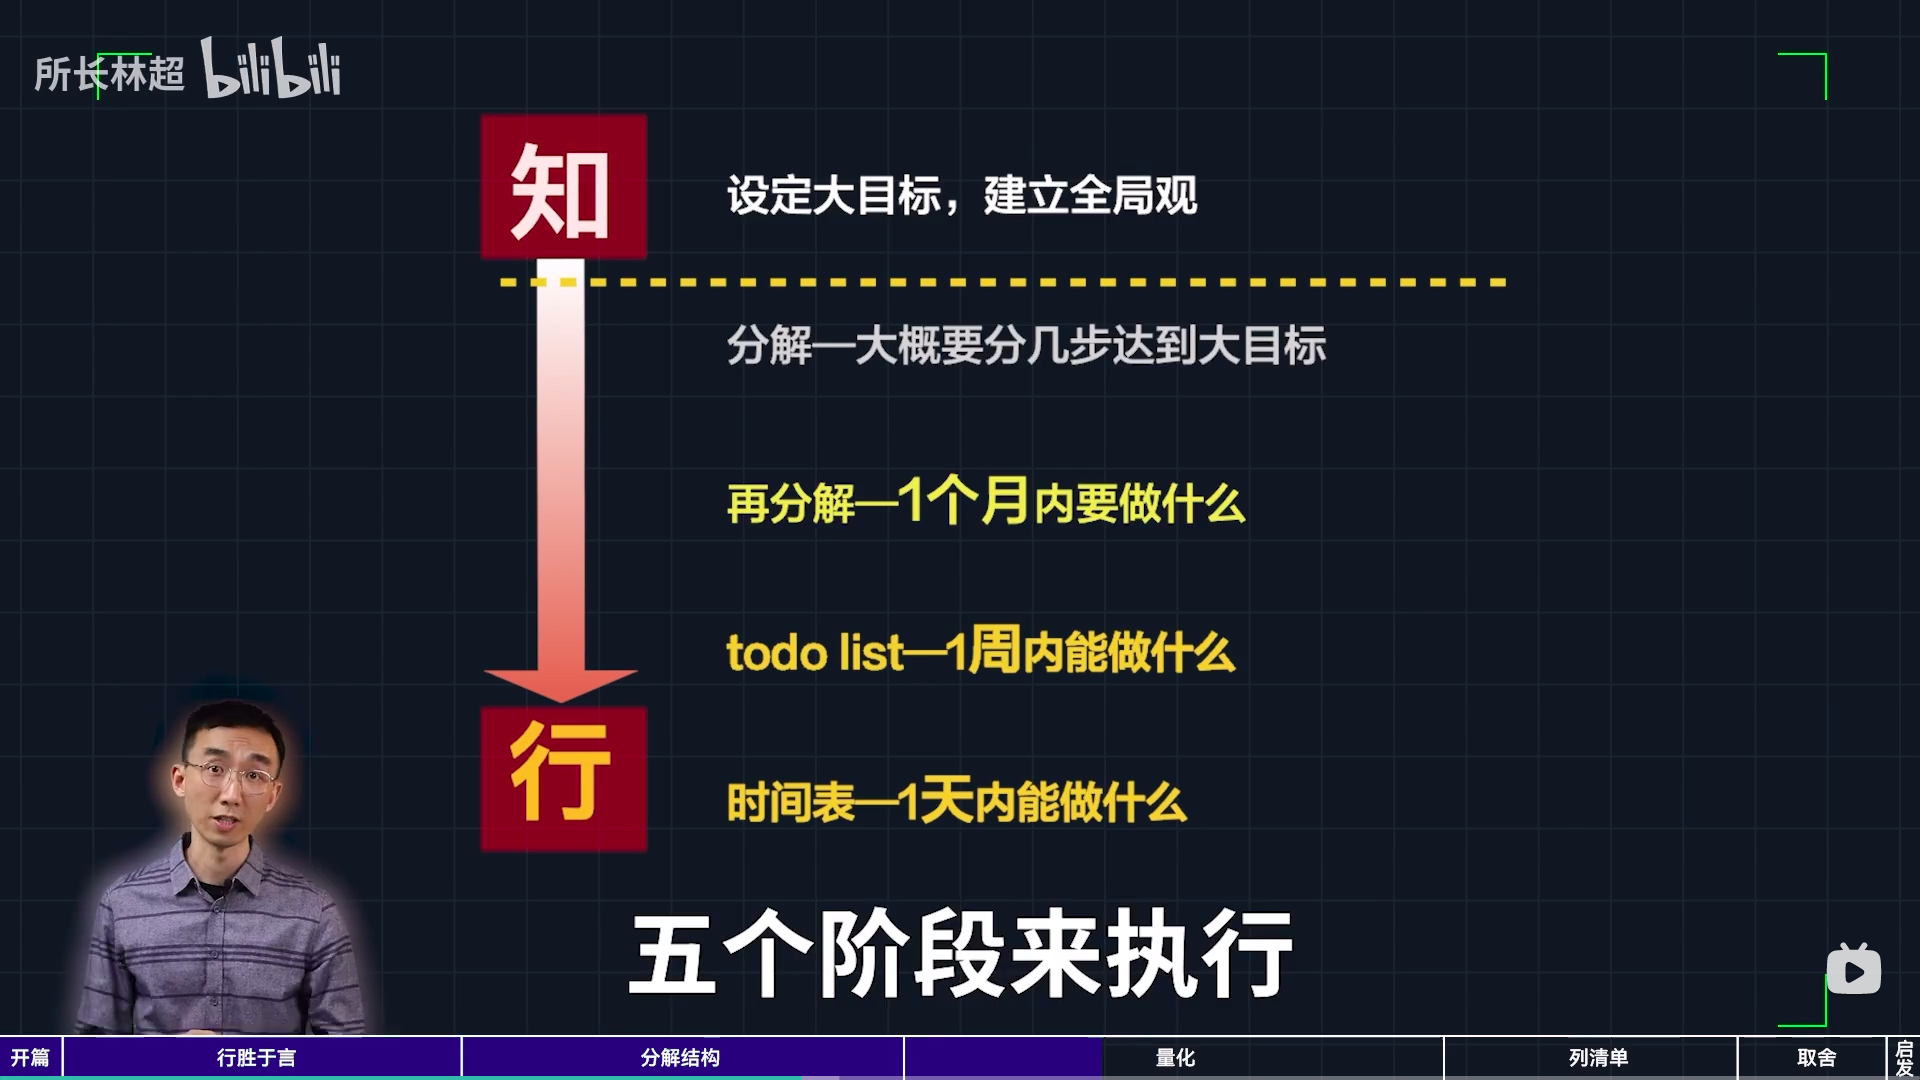 所长林超 bilibili
知
设定大目标，建立全局观
分解—大概要分几步达到大目标
再分解—1个月内要做什么
todo list—1周内能做什么
行
时间表—1天内能做什么
五个阶段来执行
开篇
行胜于言
分解结构
量化
列清单
取舍
启发